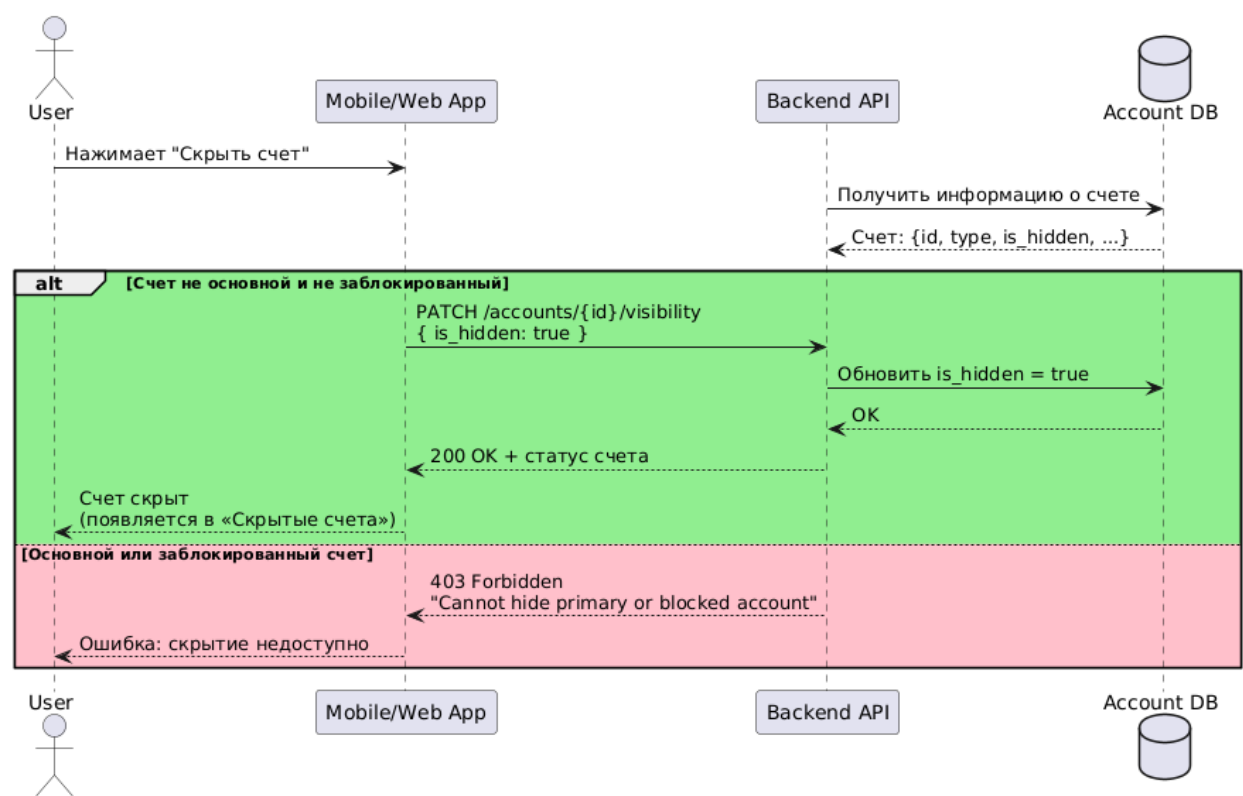 User
Mobile/Web App
Backend API
Account DB
Нажимает "Скрыть счет"
Получить информацию о счете
Счет: {id, type, is_hidden, ...}
alt
[Счет не основной и не заблокированный]
PATCH /accounts/{id}/visibility
{ is_hidden: true }
Обновить is_hidden = true
OK
200 OK + статус счета
Счет скрыт
(появляется в «Скрытые счета»)
[Основной или заблокированный счет]
403 Forbidden
"Cannot hide primary or blocked account"
Ошибка: скрытие недоступно
User
Mobile/Web App
Backend API
Account DB